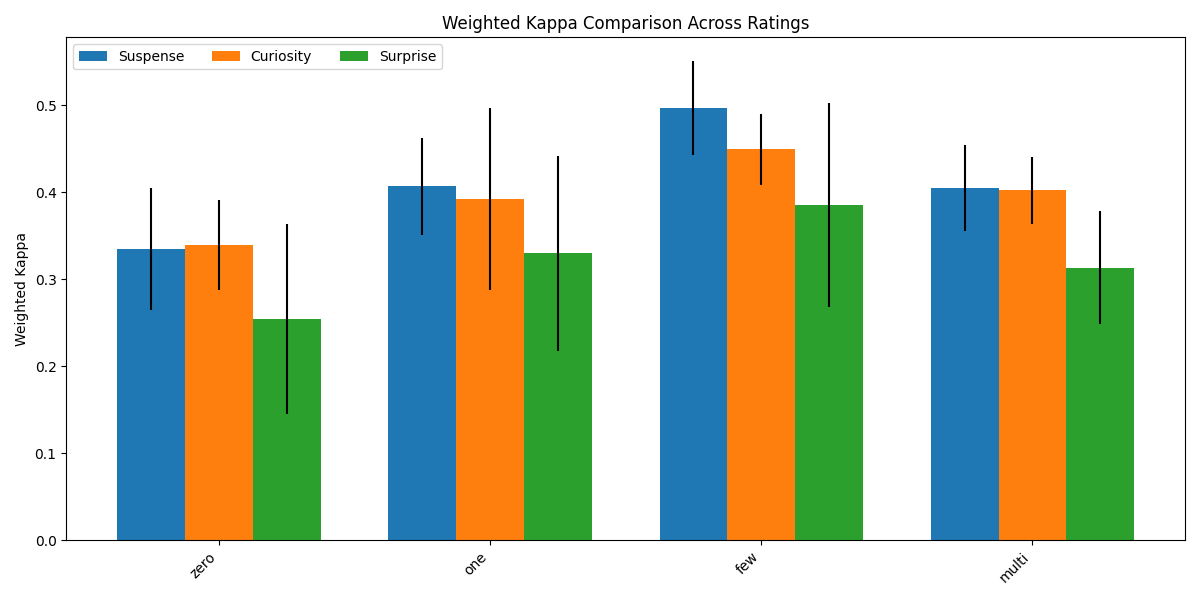 Weighted Kappa Comparison Across Ratings
Suspense Curiosity Surprise
Weighted Kappa
0.5
0.4
0.3
0.2
0.1
0.0
zero one few multi